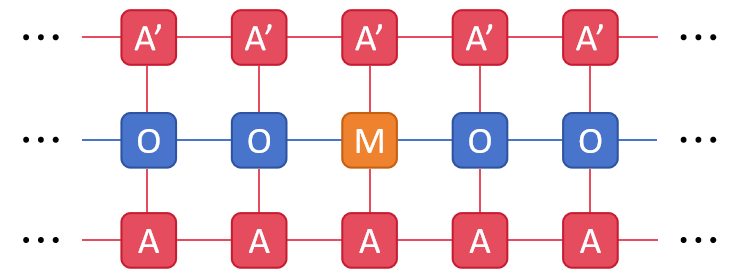 ... A′ A′ A′ A′ A′ ...
... O O M O O ...
... A A A A A ...